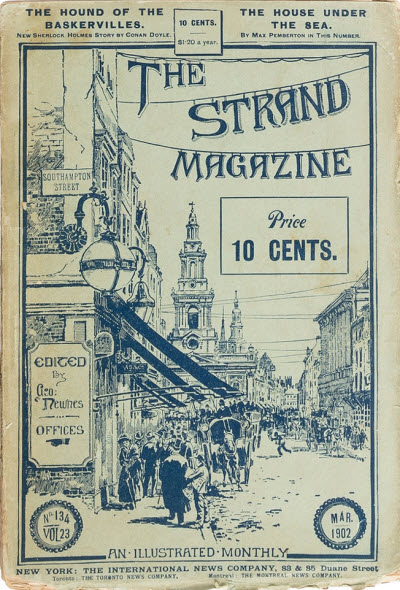 THE HOUND OF THE
BASKERVILLES.
NEW SHERLOCK HOLMES STORY BY CONAN DOYLE.
10 CENTS.
$1·20 a year.
THE HOUSE UNDER
THE SEA.
BY MAX PEMBERTON IN THIS NUMBER.
THE
STRAND
MAGAZINE
SOUTHAMPTON
STREET
Price
10 CENTS.
EDITED
by
Geo: Newnes
OFFICES
No 134
VOL 23
MAR.
1902
AN·ILLUSTRATED·MONTHLY
NEW YORK: THE INTERNATIONAL NEWS COMPANY, 83 & 85 Duane Street.
Toronto: THE TORONTO NEWS COMPANY. Montreal: THE MONTREAL NEWS COMPANY.